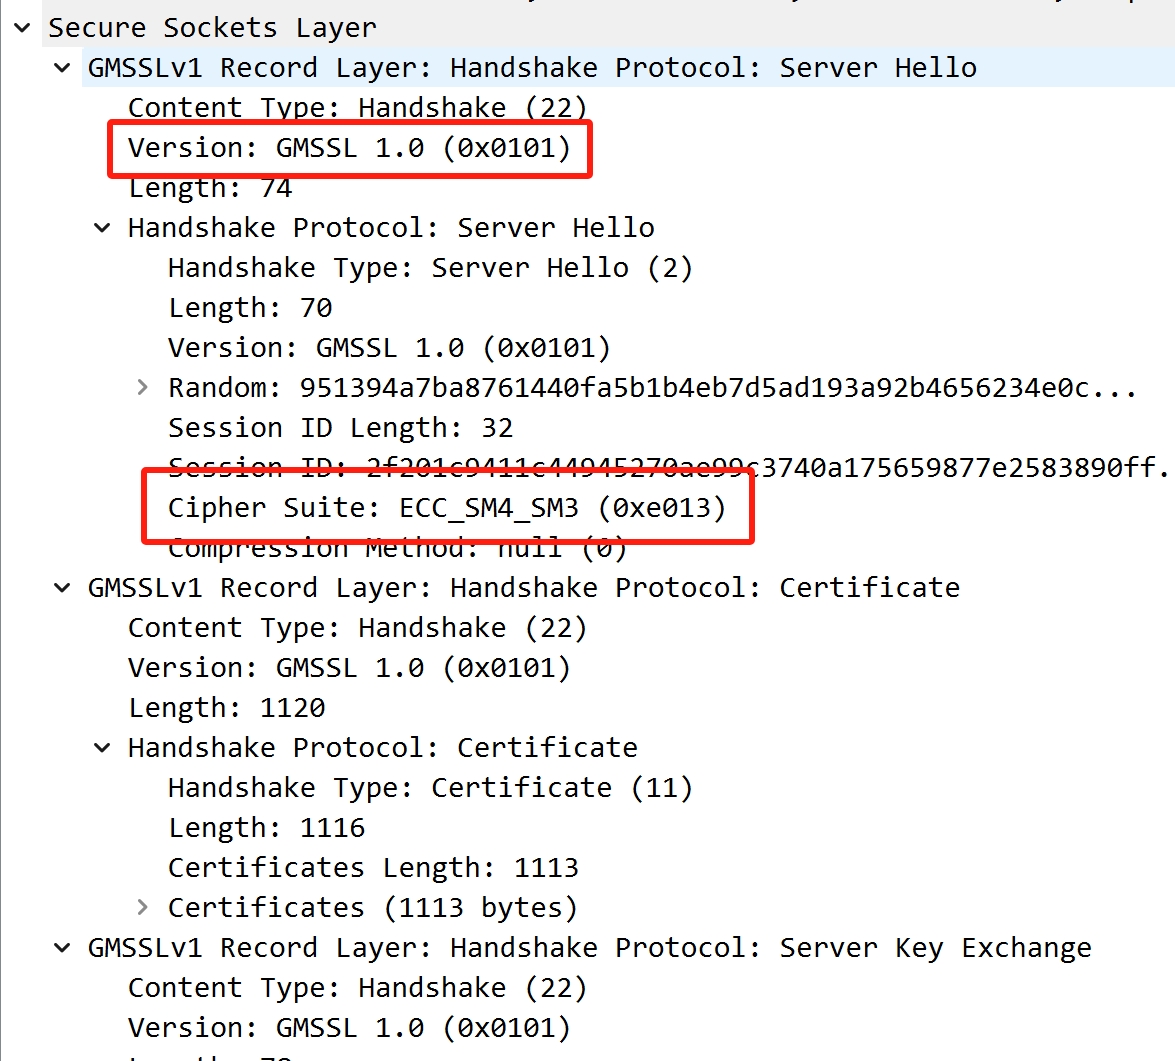 Secure Sockets Layer
GMSSLv1 Record Layer: Handshake Protocol: Server Hello
Content Type: Handshake (22)
Version: GMSSL 1.0 (0x0101)
Length: 74
Handshake Protocol: Server Hello
Handshake Type: Server Hello (2)
Length: 70
Version: GMSSL 1.0 (0x0101)
Random: 951394a7ba8761440fa5b1b4eb7d5ad193a92b4656234e0c...
Session ID Length: 32
Session ID: 2f201c9411c44945270ae99c3740a175659877e2583890ff.
Cipher Suite: ECC_SM4_SM3 (0xe013)
Compression Method: null (0)
GMSSLv1 Record Layer: Handshake Protocol: Certificate
Content Type: Handshake (22)
Version: GMSSL 1.0 (0x0101)
Length: 1120
Handshake Protocol: Certificate
Handshake Type: Certificate (11)
Length: 1116
Certificates Length: 1113
Certificates (1113 bytes)
GMSSLv1 Record Layer: Handshake Protocol: Server Key Exchange
Content Type: Handshake (22)
Version: GMSSL 1.0 (0x0101)